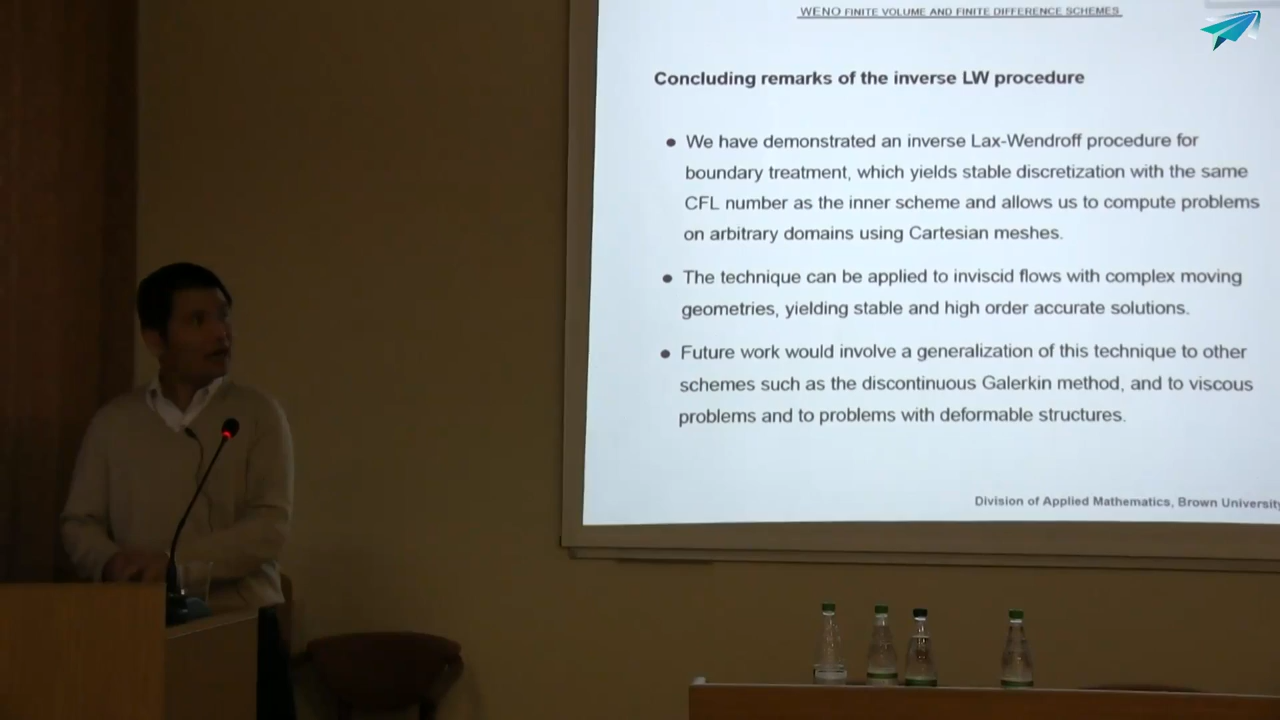 WENO FINITE VOLUME AND FINITE DIFFERENCE SCHEMES
Concluding remarks of the inverse LW procedure
● We have demonstrated an inverse Lax-Wendroff procedure for
boundary treatment, which yields stable discretization with the same
CFL number as the inner scheme and allows us to compute problems
on arbitrary domains using Cartesian meshes.
● The technique can be applied to inviscid flows with complex moving
geometries, yielding stable and high order accurate solutions.
● Future work would involve a generalization of this technique to other
schemes such as the discontinuous Galerkin method, and to viscous
problems and to problems with deformable structures.
Division of Applied Mathematics, Brown University